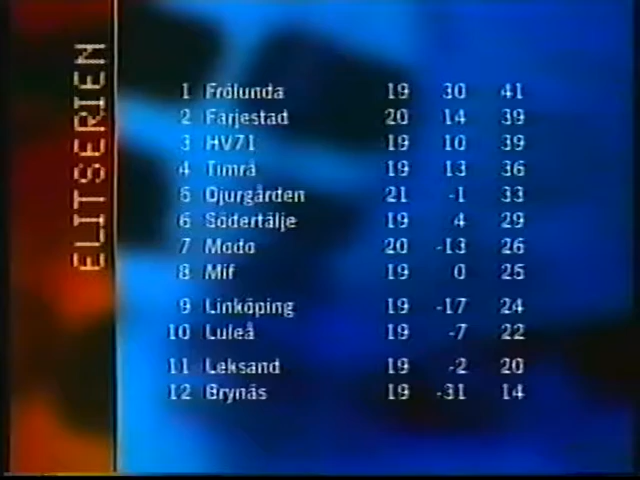 ELITSERIEN
1 Frölunda 19 30 41
2 Färjestad 20 14 39
3 HV71 19 10 39
4 Timrå 19 13 36
5 Djurgården 21 -1 33
6 Södertälje 19 4 29
7 Modo 20 -13 26
8 Mif 19 0 25
9 Linköping 19 -17 24
10 Luleå 19 -7 22
11 Leksand 19 -2 20
12 Brynäs 19 -31 14